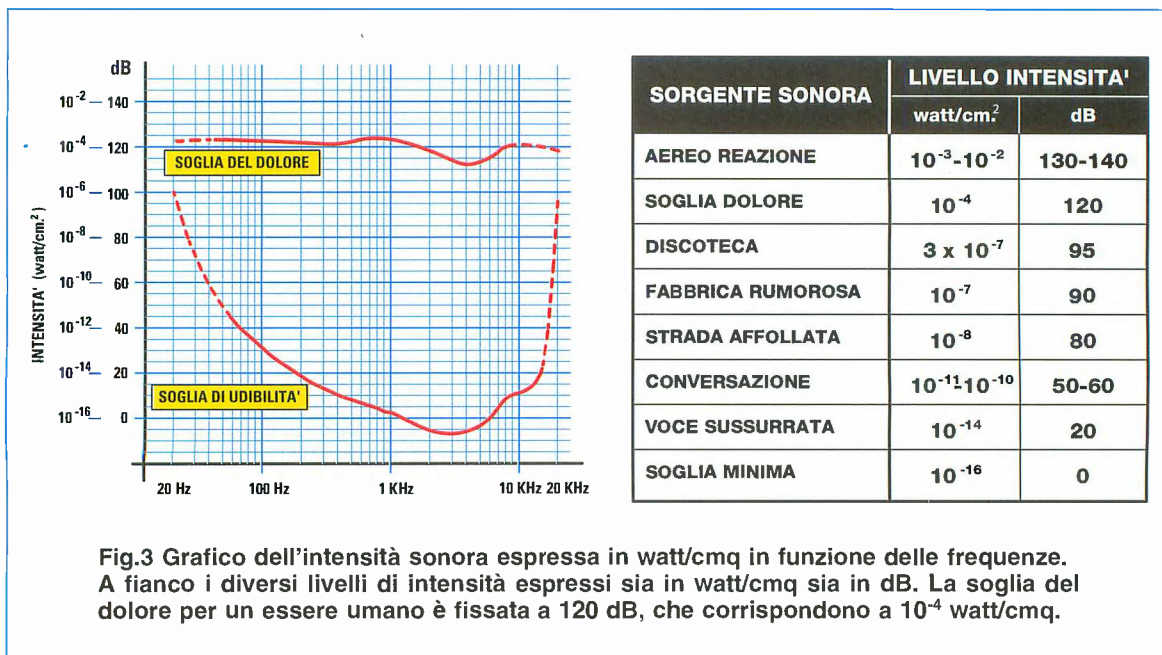 dB
10⁻² — 140
10⁻⁴ — 120
10⁻⁶ — 100
10⁻⁸ — 80
10⁻¹⁰ — 60
10⁻¹² — 40
10⁻¹⁴ — 20
10⁻¹⁶ — 0
INTENSITA' (watt/cm.²)
SOGLIA DEL DOLORE
SOGLIA DI UDIBILITA'
20 Hz 100 Hz 1 KHz 10 KHz 20 KHz
SORGENTE SONORA LIVELLO INTENSITA'
watt/cm.² dB
AEREO REAZIONE 10⁻³-10⁻² 130-140
SOGLIA DOLORE 10⁻⁴ 120
DISCOTECA 3 x 10⁻⁷ 95
FABBRICA RUMOROSA 10⁻⁷ 90
STRADA AFFOLLATA 10⁻⁸ 80
CONVERSAZIONE 10⁻¹¹-10⁻¹⁰ 50-60
VOCE SUSSURRATA 10⁻¹⁴ 20
SOGLIA MINIMA 10⁻¹⁶ 0
Fig.3 Grafico dell'intensità sonora espressa in watt/cmq in funzione delle frequenze.
A fianco i diversi livelli di intensità espressi sia in watt/cmq sia in dB. La soglia del
dolore per un essere umano è fissata a 120 dB, che corrispondono a 10⁻⁴ watt/cmq.